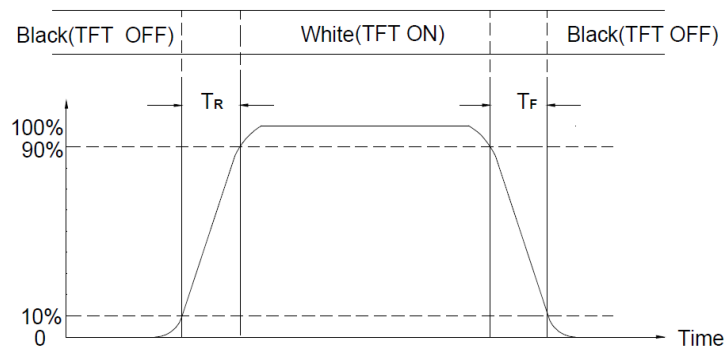 Black(TFT OFF) White(TFT ON) Black(TFT OFF)
TR TF
100%
90%
10%
0
Time